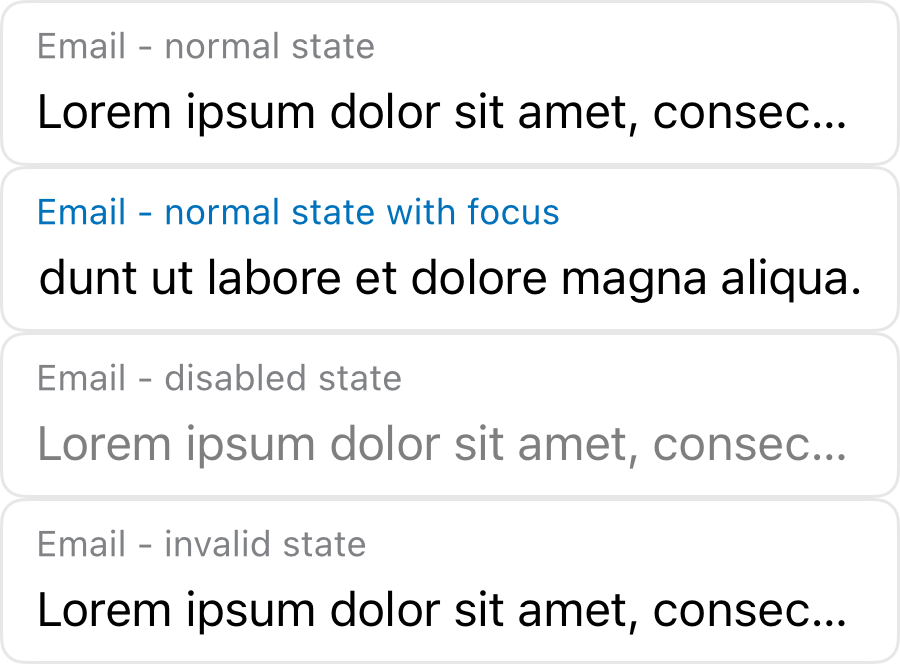 Email - normal state
Lorem ipsum dolor sit amet, consec...
Email - normal state with focus
dunt ut labore et dolore magna aliqua.
Email - disabled state
Lorem ipsum dolor sit amet, consec...
Email - invalid state
Lorem ipsum dolor sit amet, consec...